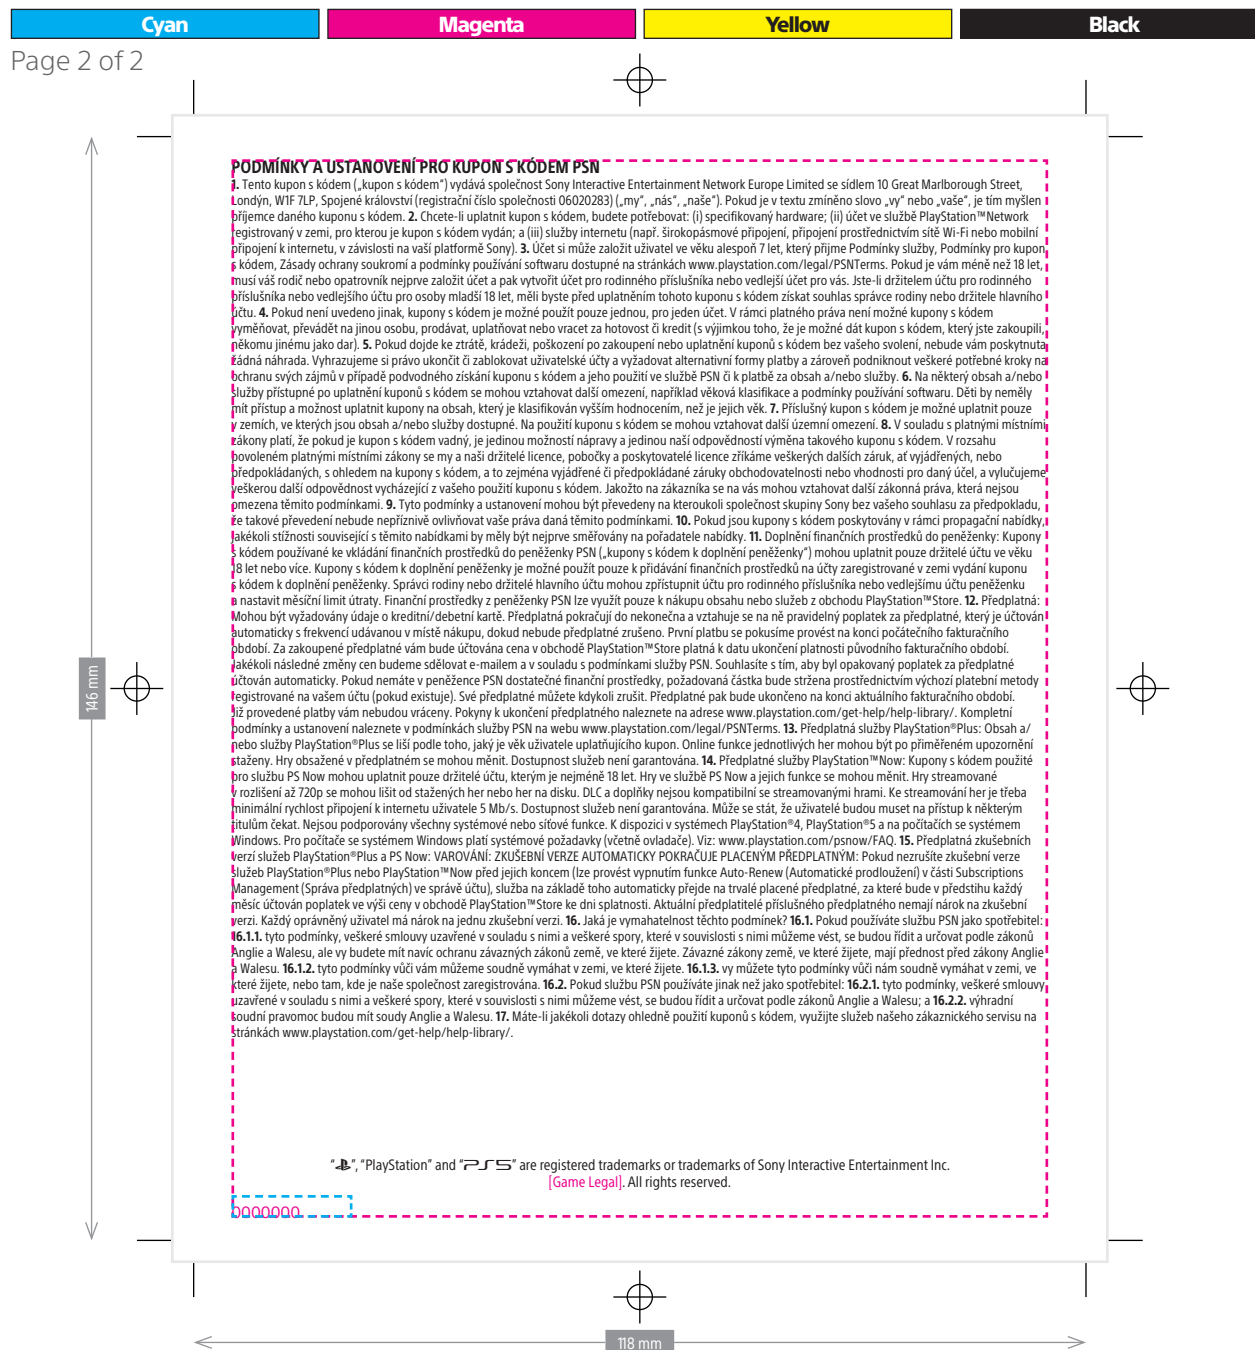 Cyan
Magenta
Yellow
Black
Page 2 of 2
PODMÍNKY A USTANOVENÍ PRO KUPON S KÓDEM PSN
1. Tento kupon s kódem („kupon s kódem“) vydává společnost Sony Interactive Entertainment Network Europe Limited se sídlem 10 Great Marlborough Street,
Londýn, W1F 7LP, Spojené království (registrační číslo společnosti 06020283) („my“, „nás“, „naše“). Pokud je v textu zmíněno slovo „vy“ nebo „vaše“, je tím myšlen
příjemce daného kuponu s kódem. 2. Chcete-li uplatnit kupon s kódem, budete potřebovat: (i) specifikovaný hardware; (ii) účet ve službě PlayStation™Network
registrovaný v zemi, pro kterou je kupon s kódem vydán; a (iii) služby internetu (např. širokopásmové připojení, připojení prostřednictvím sítě Wi-Fi nebo mobilní
připojení k internetu, v závislosti na vaší platformě Sony). 3. Účet si může založit uživatel ve věku alespoň 7 let, který přijme Podmínky služby, Podmínky pro kupon
s kódem, Zásady ochrany soukromí a podmínky používání softwaru dostupné na stránkách www.playstation.com/legal/PSNTerms. Pokud je vám méně než 18 let,
musí váš rodič nebo opatrovník nejprve založit účet a pak vytvořit účet pro rodinného příslušníka nebo vedlejší účet pro vás. Jste-li držitelem účtu pro rodinného
příslušníka nebo vedlejšího účtu pro osoby mladší 18 let, měli byste před uplatněním tohoto kuponu s kódem získat souhlas správce rodiny nebo držitele hlavního
účtu. 4. Pokud není uvedeno jinak, kupony s kódem je možné použít pouze jednou, pro jeden účet. V rámci platného práva není možné kupony s kódem
vyměňovat, převádět na jinou osobu, prodávat, uplatňovat nebo vracet za hotovost či kredit (s výjimkou toho, že je možné dát kupon s kódem, který jste zakoupili,
někomu jinému jako dar). 5. Pokud dojde ke ztrátě, krádeži, poškození po zakoupení nebo uplatnění kuponů s kódem bez vašeho svolení, nebude vám poskytnuta
žádná náhrada. Vyhrazujeme si právo ukončit či zablokovat uživatelské účty a vyžadovat alternativní formy platby a zároveň podniknout veškeré potřebné kroky na
ochranu svých zájmů v případě podvodného získání kuponu s kódem a jeho použití ve službě PSN či k platbě za obsah a/nebo služby. 6. Na některý obsah a/nebo
služby přístupné po uplatnění kuponů s kódem se mohou vztahovat další omezení, například věková klasifikace a podmínky používání softwaru. Děti by neměly
mít přístup a možnost uplatnit kupony na obsah, který je klasifikován vyšším hodnocením, než je jejich věk. 7. Příslušný kupon s kódem je možné uplatnit pouze
v zemích, ve kterých jsou obsah a/nebo služby dostupné. Na použití kuponu s kódem se mohou vztahovat další územní omezení. 8. V souladu s platnými místními
zákony platí, že pokud je kupon s kódem vadný, je jedinou možností nápravy a jedinou naší odpovědností výměna takového kuponu s kódem. V rozsahu
povoleném platnými místními zákony se my a naši držitelé licence, pobočky a poskytovatelé licence zříkáme veškerých dalších záruk, ať vyjádřených, nebo
předpokládaných, s ohledem na kupony s kódem, a to zejména vyjádřené či předpokládané záruky obchodovatelnosti nebo vhodnosti pro daný účel, a vylučujeme
veškerou další odpovědnost vycházející z vašeho použití kuponu s kódem. Jakožto na zákazníka se na vás mohou vztahovat další zákonná práva, která nejsou
omezena těmito podmínkami. 9. Tyto podmínky a ustanovení mohou být převedeny na kteroukoli společnost skupiny Sony bez vašeho souhlasu za předpokladu,
že takové převedení nebude nepříznivě ovlivňovat vaše práva daná těmito podmínkami. 10. Pokud jsou kupony s kódem poskytovány v rámci propagační nabídky,
jakékoli stížnosti související s těmito nabídkami by měly být nejprve směrovány na pořadatele nabídky. 11. Doplnění finančních prostředků do peněženky: Kupony
s kódem používané ke vkládání finančních prostředků do peněženky PSN („kupony s kódem k doplnění peněženky“) mohou uplatnit pouze držitelé účtu ve věku
18 let nebo více. Kupony s kódem k doplnění peněženky je možné použít pouze k přidávání finančních prostředků na účty zaregistrované v zemi vydání kuponu
s kódem k doplnění peněženky. Správci rodiny nebo držitelé hlavního účtu mohou zpřístupnit účtu pro rodinného příslušníka nebo vedlejšímu účtu peněženku
a nastavit měsíční limit útraty. Finanční prostředky z peněženky PSN lze využít pouze k nákupu obsahu nebo služeb z obchodu PlayStation™Store. 12. Předplatná:
Mohou být vyžadovány údaje o kreditní/debetní kartě. Předplatná pokračují do nekonečna a vztahuje se na ně pravidelný poplatek za předplatné, který je účtován
automaticky s frekvencí udávanou v místě nákupu, dokud nebude předplatné zrušeno. První platbu se pokusíme provést na konci počátečního fakturačního
období. Za zakoupené předplatné vám bude účtována cena v obchodě PlayStation™Store platná k datu ukončení platnosti původního fakturačního období.
Jakékoli následné změny cen budeme sdělovat e-mailem a v souladu s podmínkami služby PSN. Souhlasíte s tím, aby byl opakovaný poplatek za předplatné
účtován automaticky. Pokud nemáte v peněžence PSN dostatečné finanční prostředky, požadovaná částka bude stržena prostřednictvím výchozí platební metody
registrované na vašem účtu (pokud existuje). Své předplatné můžete kdykoli zrušit. Předplatné pak bude ukončeno na konci aktuálního fakturačního období.
Již provedené platby vám nebudou vráceny. Pokyny k ukončení předplatného naleznete na adrese www.playstation.com/get-help/help-library/. Kompletní
podmínky a ustanovení naleznete v podmínkách služby PSN na webu www.playstation.com/legal/PSNTerms. 13. Předplatná služby PlayStation®Plus: Obsah a/
nebo služby PlayStation®Plus se liší podle toho, jaký je věk uživatele uplatňujícího kupon. Online funkce jednotlivých her mohou být po přiměřeném upozornění
staženy. Hry obsažené v předplatném se mohou měnit. Dostupnost služeb není garantována. 14. Předplatné služby PlayStation™Now: Kupony s kódem použité
pro službu PS Now mohou uplatnit pouze držitelé účtu, kterým je nejméně 18 let. Hry ve službě PS Now a jejich funkce se mohou měnit. Hry streamované
v rozlišení až 720p se mohou lišit od stažených her nebo her na disku. DLC a doplňky nejsou kompatibilní se streamovanými hrami. Ke streamování her je třeba
minimální rychlost připojení k internetu uživatele 5 Mb/s. Dostupnost služeb není garantována. Může se stát, že uživatelé budou muset na přístup k některým
titulům čekat. Nejsou podporovány všechny systémové nebo síťové funkce. K dispozici v systémech PlayStation®4, PlayStation®5 a na počítačích se systémem
Windows. Pro počítače se systémem Windows platí systémové požadavky (včetně ovladače). Viz: www.playstation.com/psnow/FAQ. 15. Předplatná zkušebních
verzí služeb PlayStation®Plus a PS Now: VAROVÁNÍ: ZKUŠEBNÍ VERZE AUTOMATICKY POKRAČUJE PLACENÝM PŘEDPLATNÝM: Pokud nezrušíte zkušební verze
služeb PlayStation®Plus nebo PlayStation™Now před jejich koncem (lze provést vypnutím funkce Auto-Renew (Automatické prodloužení) v části Subscriptions
Management (Správa předplatných) ve správě účtu), služba na základě toho automaticky přejde na trvalé placené předplatné, za které bude v předstihu každý
měsíc účtován poplatek ve výši ceny v obchodě PlayStation™Store ke dni splatnosti. Aktuální předplatitelé příslušného předplatného nemají nárok na zkušební
verzi. Každý oprávněný uživatel má nárok na jednu zkušební verzi. 16. Jaká je vymahatelnost těchto podmínek? 16.1. Pokud používáte službu PSN jako spotřebitel:
16.1.1. tyto podmínky, veškeré smlouvy uzavřené v souladu s nimi a veškeré spory, které v souvislosti s nimi můžeme vést, se budou řídit a určovat podle zákonů
Anglie a Walesu, ale vy budete mít navíc ochranu závazných zákonů země, ve které žijete. Závazné zákony země, ve které žijete, mají přednost před zákony Anglie
a Walesu. 16.1.2. tyto podmínky vůči vám můžeme soudně vymáhat v zemi, ve které žijete. 16.1.3. vy můžete tyto podmínky vůči nám soudně vymáhat v zemi, ve
které žijete, nebo tam, kde je naše společnost zaregistrována. 16.2. Pokud službu PSN používáte jinak než jako spotřebitel: 16.2.1. tyto podmínky, veškeré smlouvy
uzavřené v souladu s nimi a veškeré spory, které v souvislosti s nimi můžeme vést, se budou řídit a určovat podle zákonů Anglie a Walesu; a 16.2.2. výhradní
soudní pravomoc budou mít soudy Anglie a Walesu. 17. Máte-li jakékoli dotazy ohledně použití kuponů s kódem, využijte služeb našeho zákaznického servisu na
stránkách www.playstation.com/get-help/help-library/.
146 mm
“ ”, “PlayStation” and “PS5” are registered trademarks or trademarks of Sony Interactive Entertainment Inc.
[Game Legal]. All rights reserved.
0000000
118 mm